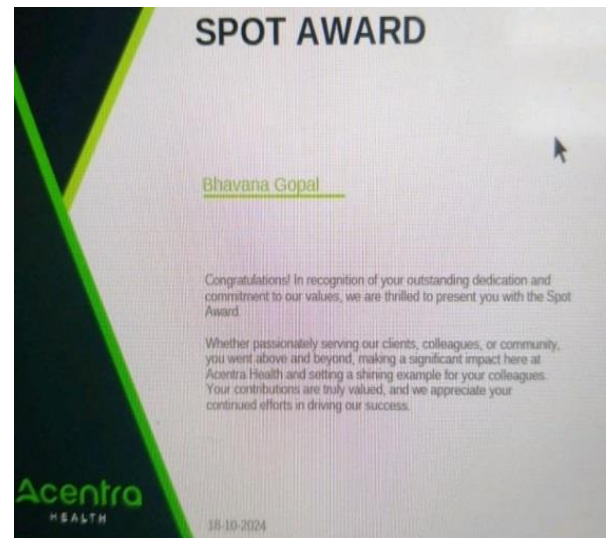 SPOT AWARD
Bhavana Gopal
Congratulations! In recognition of your outstanding dedication and
commitment to our values, we are thrilled to present you with the Spot
Award.
Whether passionately serving our clients, colleagues, or community,
you went above and beyond, making a significant impact here at
Acentra Health and setting a shining example for your colleagues.
Your contributions are truly valued, and we appreciate your
continued efforts in driving our success.
Acentra
HEALTH
18-10-2024